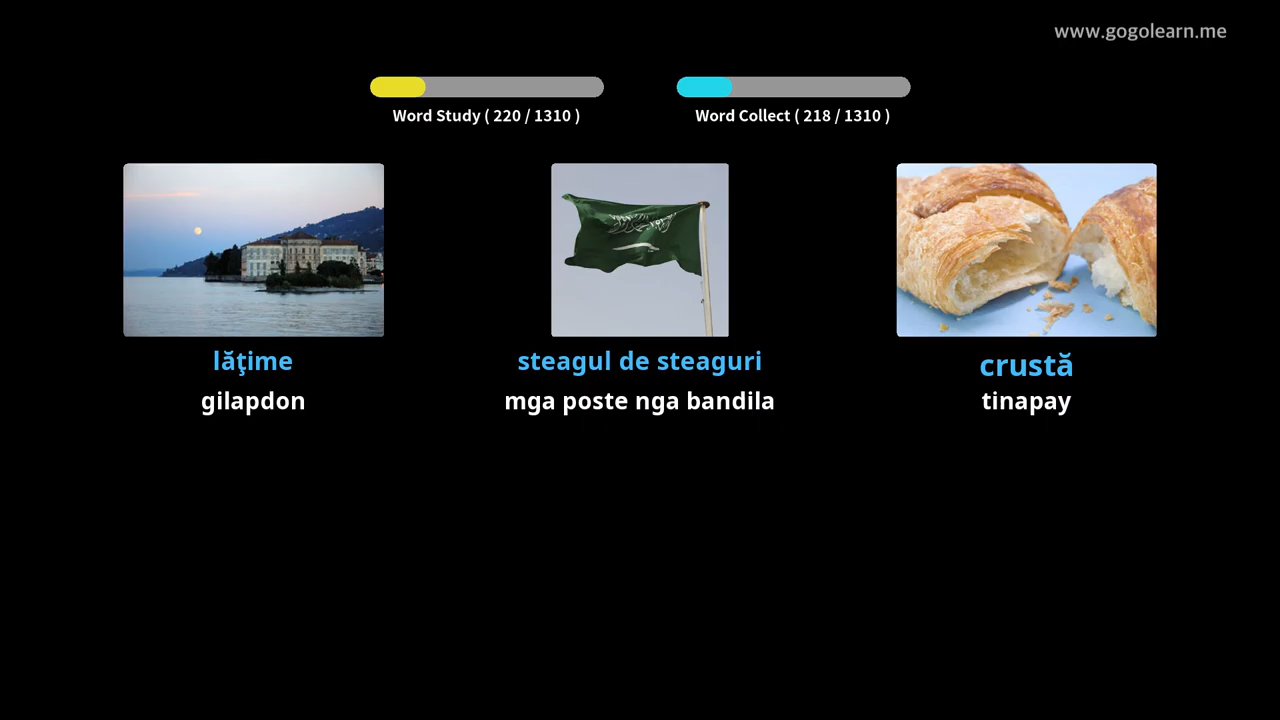 www.gogolearn.me
Word Study ( 220 / 1310 )
Word Collect ( 218 / 1310 )
lăţime
steagul de steaguri
crustă
gilapdon
mga poste nga bandila
tinapay